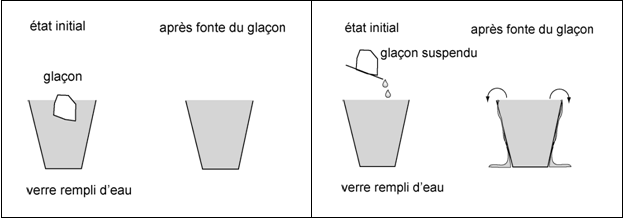 état initial
après fonte du glaçon
glaçon
verre rempli d'eau
état initial
après fonte du glaçon
glaçon suspendu
verre rempli d'eau